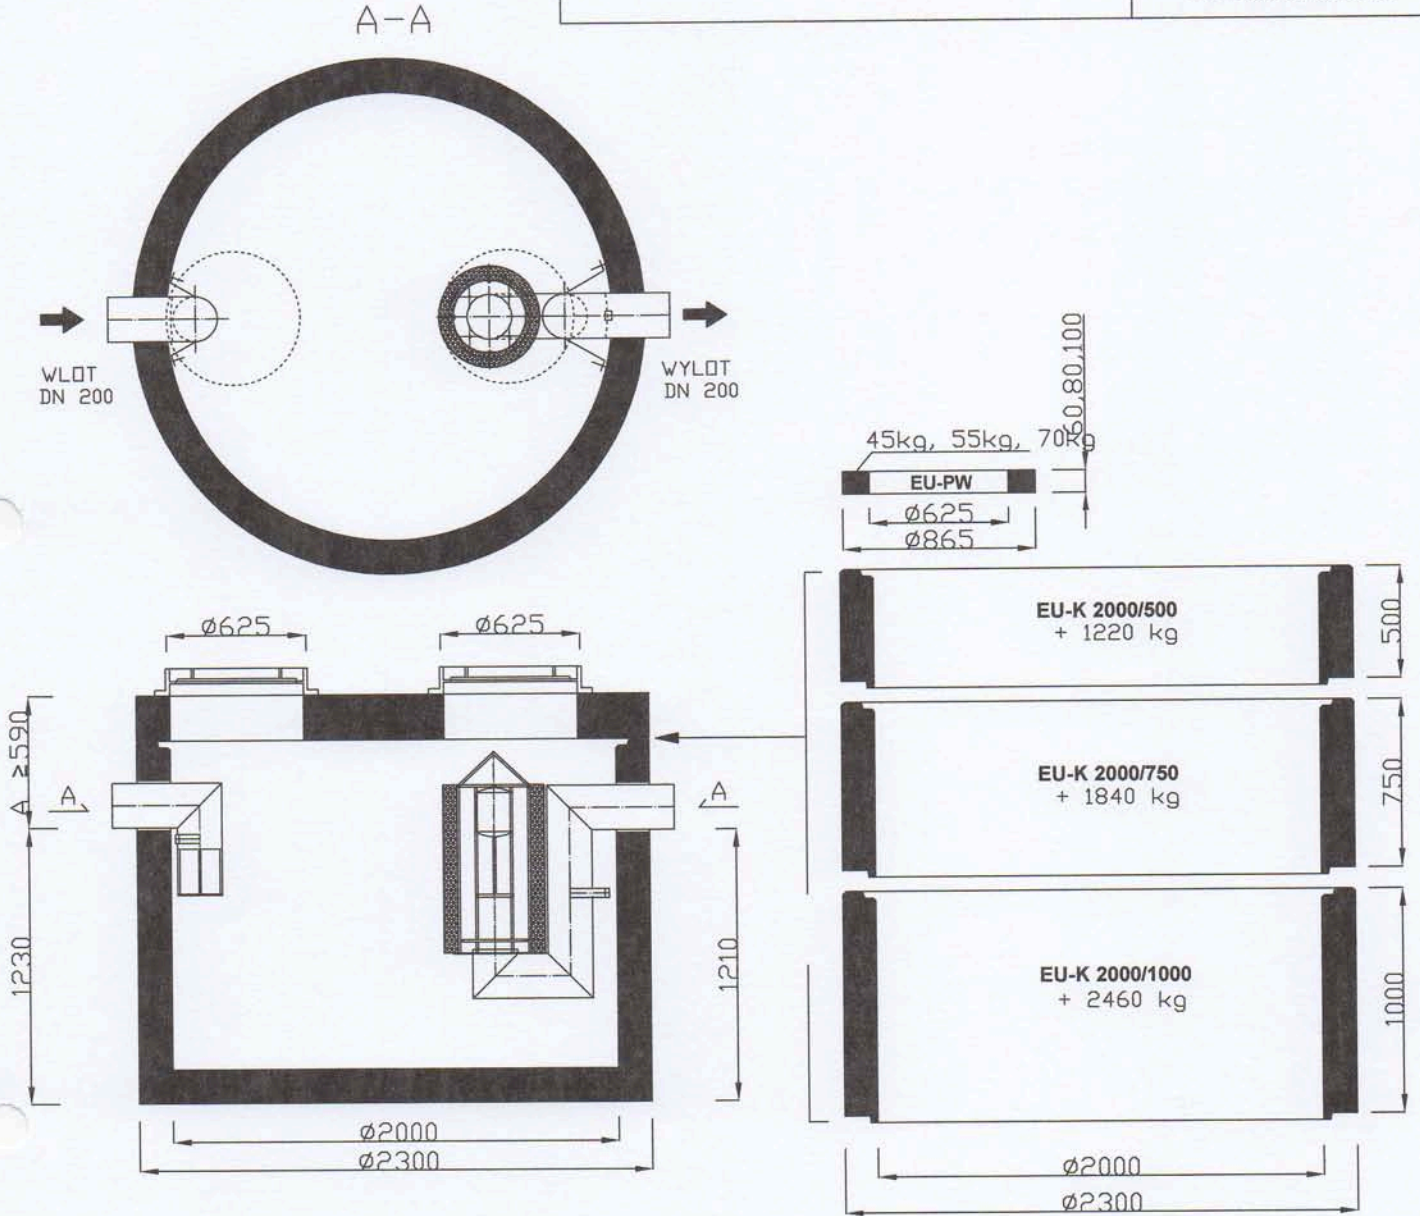 A-A
WLOT
DN 200
WYLOT
DN 200
60,80,100
45kg, 55kg, 70kg
EU-PW
Ø625
Ø865
Ø625
Ø625
A ≥590
A
A
1230
1210
Ø2000
Ø2300
EU-K 2000/500
+ 1220 kg
500
EU-K 2000/750
+ 1840 kg
750
EU-K 2000/1000
+ 2460 kg
1000
Ø2000
Ø2300